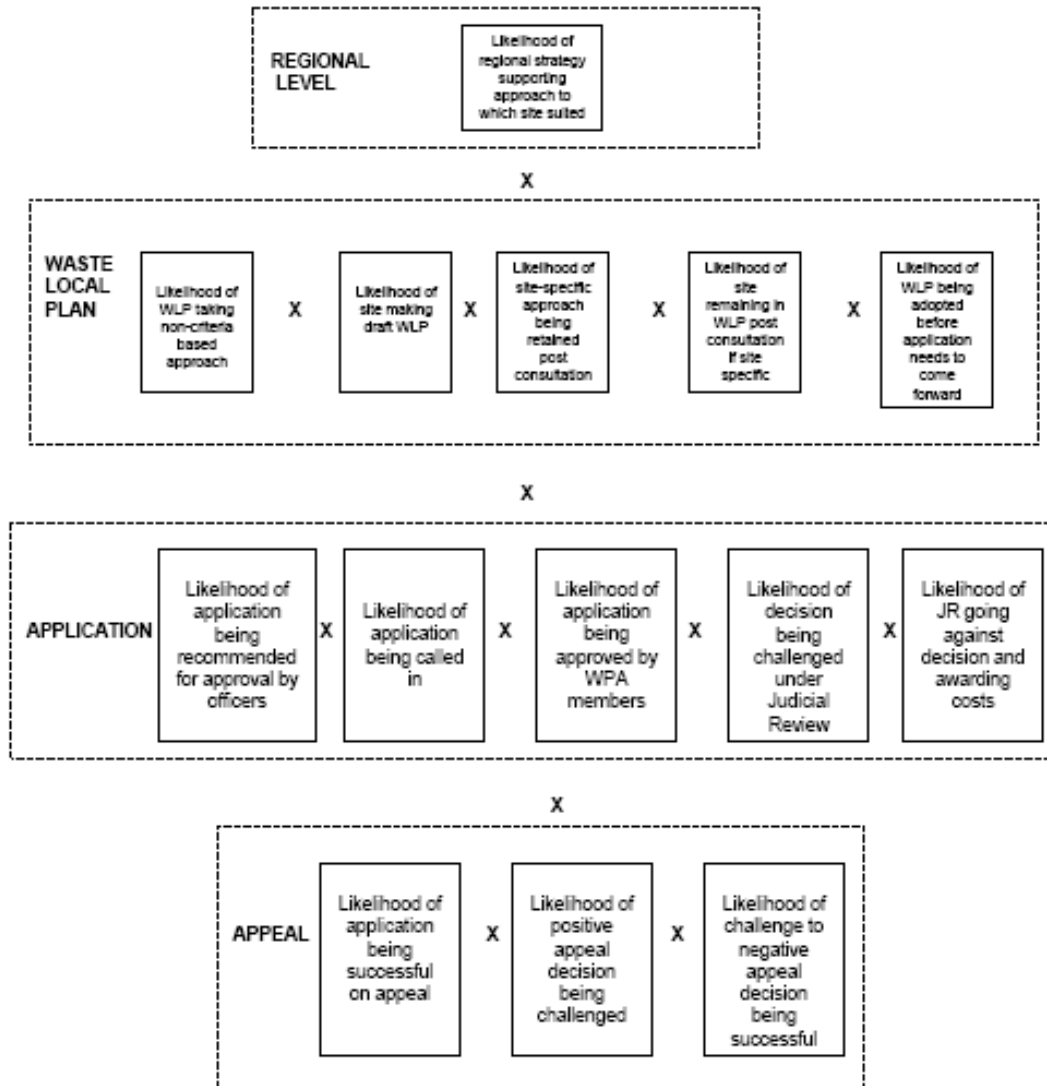 REGIONAL
LEVEL
Likelihood of
regional strategy
supporting
approach to
which site suited
X
WASTE
LOCAL
PLAN
Likelihood of
WLP taking
non-criteria
based
approach
X
Likelihood of
site making
draft WLP
X
Likelihood of
site-specific
approach
being
retained
post
consultation
X
Likelihood of
site
remaining in
WLP post
consultation
if site
specific
X
Likelihood of
WLP being
adopted
before
application
needs to
come
forward
X
APPLICATION
Likelihood of
application
being
recommended
for approval by
officers
X
Likelihood of
application
being called
in
X
Likelihood of
application
being
approved by
WPA
members
X
Likelihood of
decision
being
challenged
under
Judicial
Review
X
Likelihood of
JR going
against
decision and
awarding
costs
X
APPEAL
Likelihood of
application
being
successful
on appeal
X
Likelihood of
positive
appeal
decision
being
challenged
X
Likelihood of
challenge to
negative
appeal
decision
being
successful